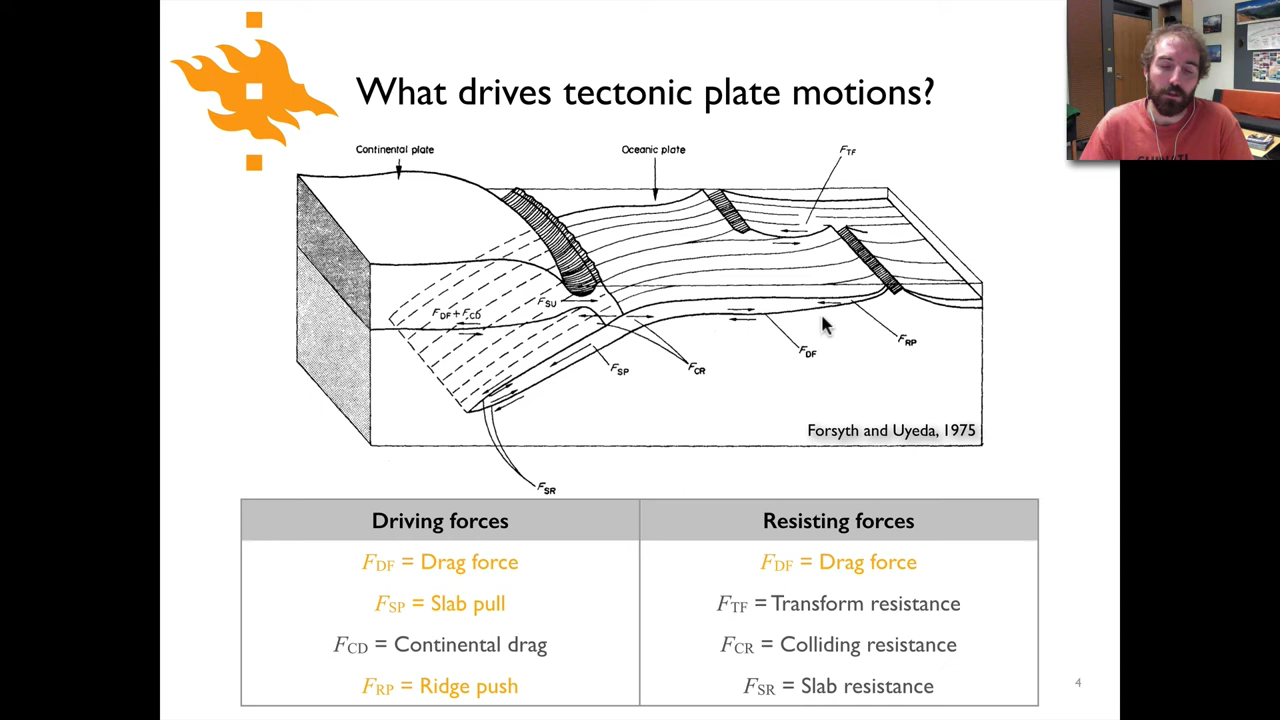 What drives tectonic plate motions?
Continental plate
Oceanic plate
FTF
FSU
FDF + FCD
FSP
FCR
FDF
FRP
FSR
Forsyth and Uyeda, 1975
Driving forces
Resisting forces
FDF = Drag force
FDF = Drag force
FSP = Slab pull
FTF = Transform resistance
FCD = Continental drag
FCR = Colliding resistance
FRP = Ridge push
FSR = Slab resistance
4